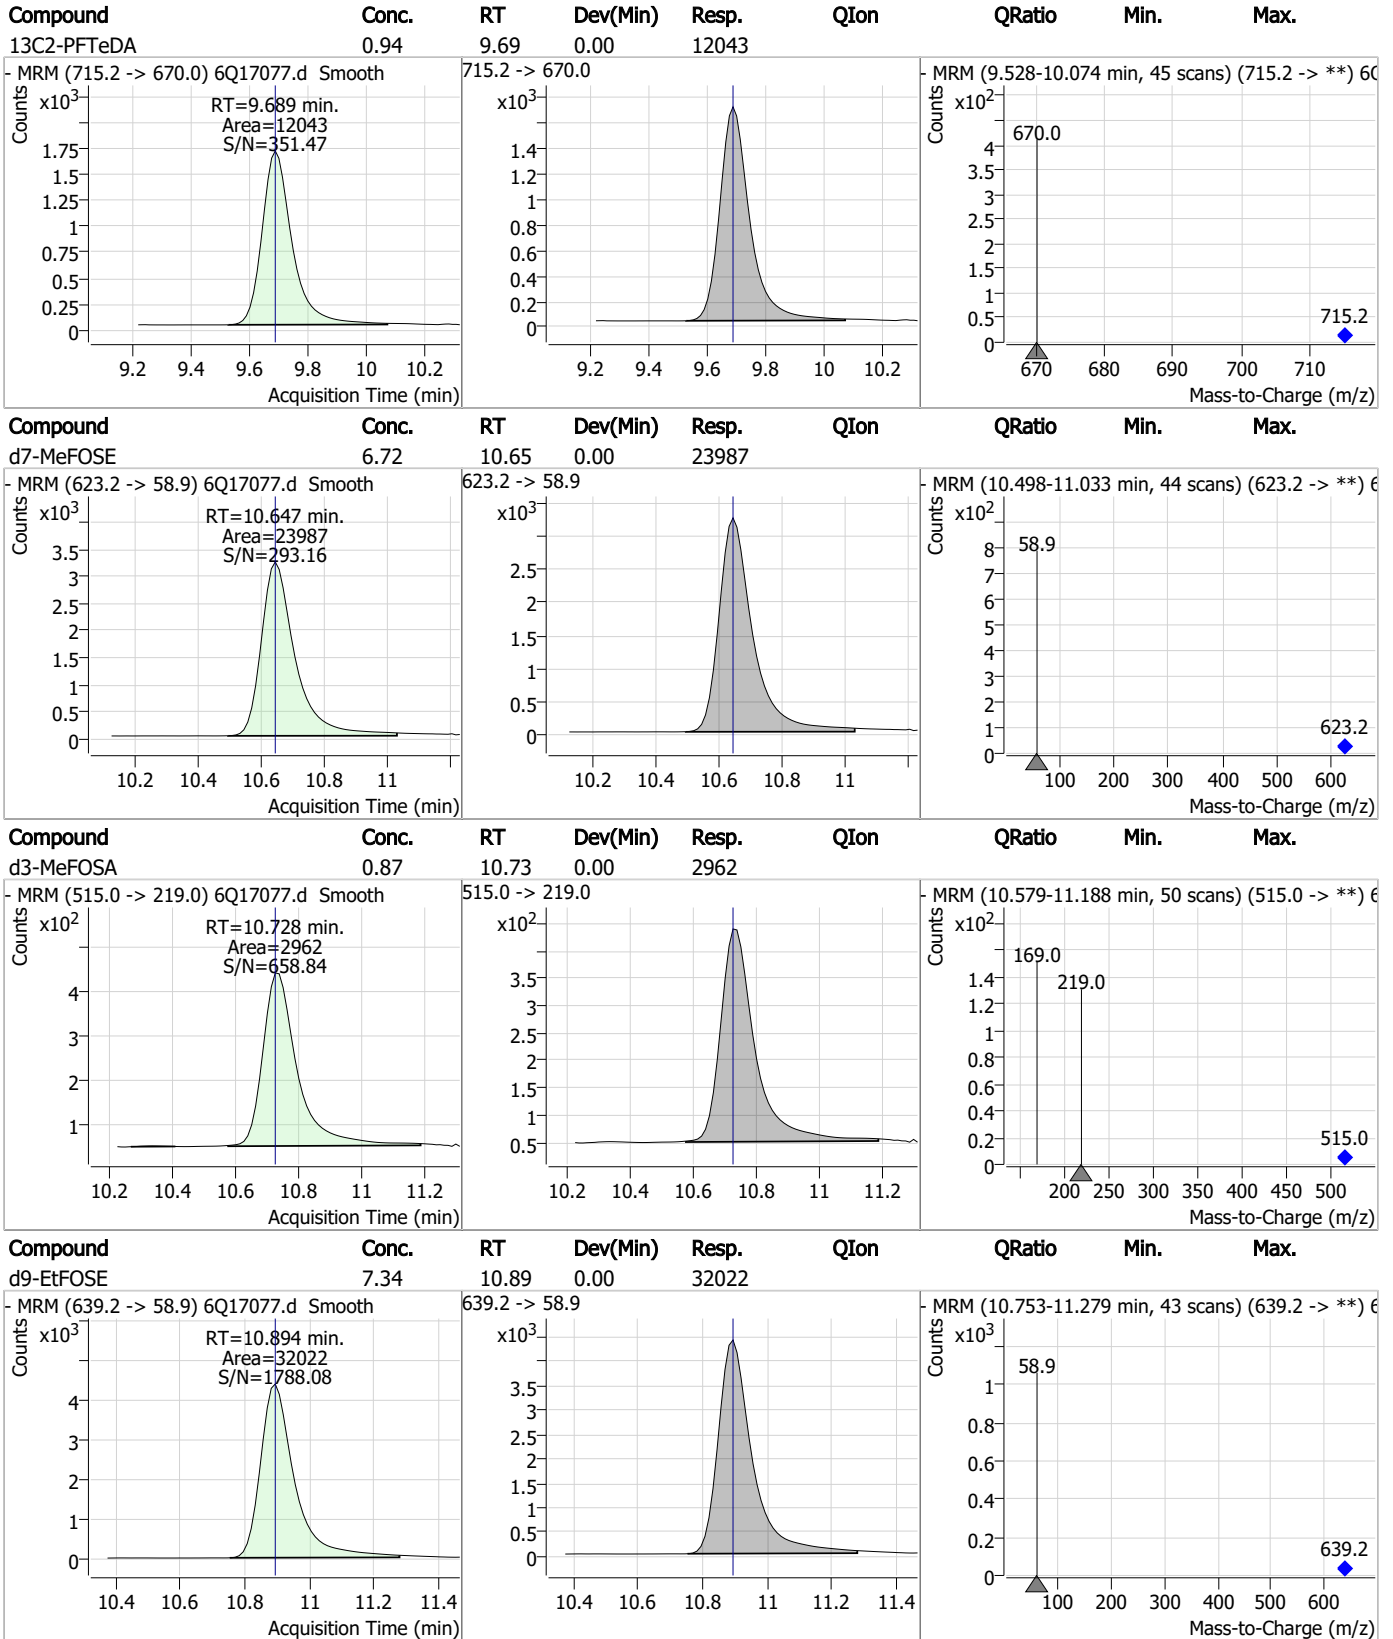 Compound Conc. RT Dev(Min) Resp. QIon QRatio Min. Max.
13C2-PFTeDA 0.94 9.69 0.00 12043
- MRM (715.2 -> 670.0) 6Q17077.d Smooth
Counts
x10³
RT=9.689 min.
Area=12043
S/N=351.47
1.75
1.5
1.25
1
0.75
0.5
0.25
0
9.2 9.4 9.6 9.8 10 10.2
Acquisition Time (min)
715.2 -> 670.0
x10³
1.4
1.2
1
0.8
0.6
0.4
0.2
0
9.2 9.4 9.6 9.8 10 10.2
- MRM (9.528-10.074 min, 45 scans) (715.2 -> **) 6Q
Counts
x10²
670.0
4
3.5
3
2.5
2
1.5
1
0.5
0
715.2
670 680 690 700 710
Mass-to-Charge (m/z)
Compound Conc. RT Dev(Min) Resp. QIon QRatio Min. Max.
d7-MeFOSE 6.72 10.65 0.00 23987
- MRM (623.2 -> 58.9) 6Q17077.d Smooth
Counts
x10³
RT=10.647 min.
Area=23987
S/N=293.16
3.5
3
2.5
2
1.5
1
0.5
0
10.2 10.4 10.6 10.8 11
Acquisition Time (min)
623.2 -> 58.9
x10³
2.5
2
1.5
1
0.5
0
10.2 10.4 10.6 10.8 11
- MRM (10.498-11.033 min, 44 scans) (623.2 -> **) 6
Counts
x10²
58.9
8
7
6
5
4
3
2
1
0
623.2
100 200 300 400 500 600
Mass-to-Charge (m/z)
Compound Conc. RT Dev(Min) Resp. QIon QRatio Min. Max.
d3-MeFOSA 0.87 10.73 0.00 2962
- MRM (515.0 -> 219.0) 6Q17077.d Smooth
Counts
x10²
RT=10.728 min.
Area=2962
S/N=658.84
4
3
2
1
10.2 10.4 10.6 10.8 11 11.2
Acquisition Time (min)
515.0 -> 219.0
x10²
3.5
3
2.5
2
1.5
1
0.5
10.2 10.4 10.6 10.8 11 11.2
- MRM (10.579-11.188 min, 50 scans) (515.0 -> **) 6
Counts
x10²
169.0
219.0
1.4
1.2
1
0.8
0.6
0.4
0.2
0
515.0
200 250 300 350 400 450 500
Mass-to-Charge (m/z)
Compound Conc. RT Dev(Min) Resp. QIon QRatio Min. Max.
d9-EtFOSE 7.34 10.89 0.00 32022
- MRM (639.2 -> 58.9) 6Q17077.d Smooth
Counts
x10³
RT=10.894 min.
Area=32022
S/N=1788.08
4
3
2
1
0
10.4 10.6 10.8 11 11.2 11.4
Acquisition Time (min)
639.2 -> 58.9
x10³
3.5
3
2.5
2
1.5
1
0.5
0
10.4 10.6 10.8 11 11.2 11.4
- MRM (10.753-11.279 min, 43 scans) (639.2 -> **) 6
Counts
x10³
58.9
1
0.8
0.6
0.4
0.2
0
639.2
100 200 300 400 500 600
Mass-to-Charge (m/z)